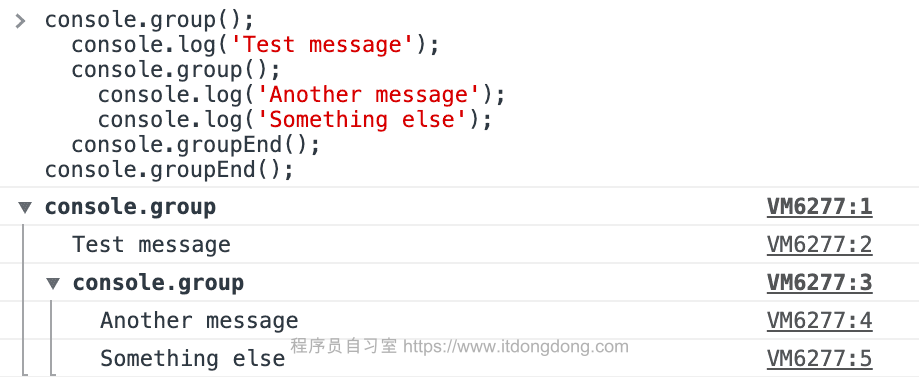 console.group();
console.log('Test message');
console.group();
console.log('Another message');
console.log('Something else');
console.groupEnd();
console.groupEnd();
console.group VM6277:1
Test message VM6277:2
console.group VM6277:3
Another message VM6277:4
程序员自习室 https://www.itdongdong.com
Something else VM6277:5